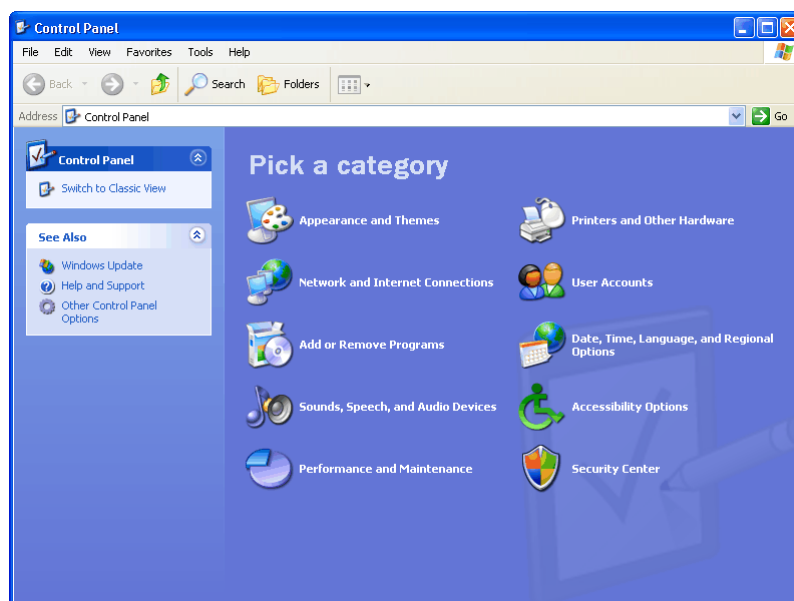 Control Panel
File Edit View Favorites Tools Help
Back Search Folders
Address Control Panel Go
Control Panel
Switch to Classic View
See Also
Windows Update
Help and Support
Other Control Panel
Options
Pick a category
Appearance and Themes
Printers and Other Hardware
Network and Internet Connections
User Accounts
Add or Remove Programs
Date, Time, Language, and Regional
Options
Sounds, Speech, and Audio Devices
Accessibility Options
Performance and Maintenance
Security Center